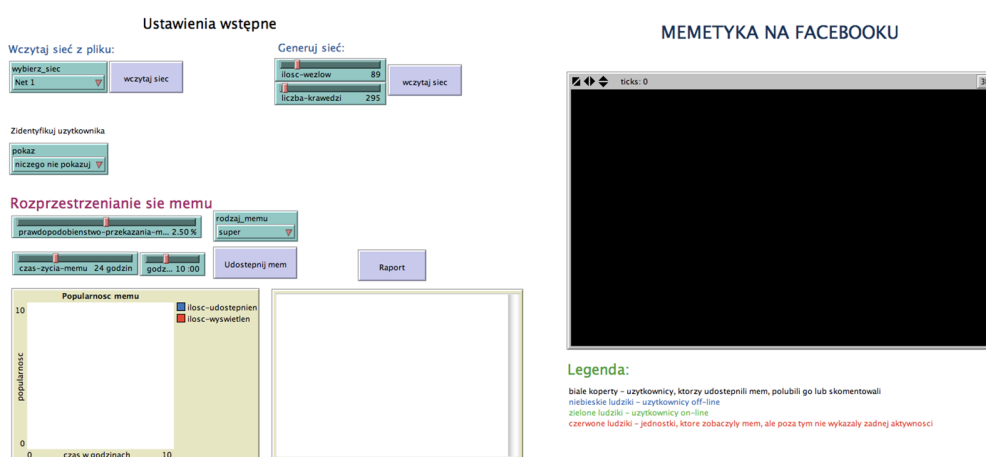 Ustawienia wstępne
Wczytaj sieć z pliku:
wybierz_siec
Net 1
wczytaj siec
Generuj sieć:
ilosc-wezlow 89
liczba-krawedzi 295
wczytaj siec
Zidentyfikuj uzytkownika
pokaz
niczego nie pokazuj
Rozprzestrzenianie sie memu
prawdopodobienstwo-przekazania-m... 2.50 %
rodzaj_memu
super
czas-zycia-memu 24 godzin
godz... 10 :00
Udostepnij mem
Raport
Popularnosc memu
10
popularnosc
0
0 czas w godzinach 10
ilosc-udostepnien
ilosc-wyswietlen
MEMETYKA NA FACEBOOKU
ticks: 0
Legenda:
biale koperty - uzytkownicy, ktorzy udostepnili mem, polubili go lub skomentowali
niebieskie ludziki - uzytkownicy off-line
zielone ludziki - uzytkownicy on-line
czerwone ludziki - jednostki, ktore zobaczyly mem, ale poza tym nie wykazaly zadnej aktywnosci